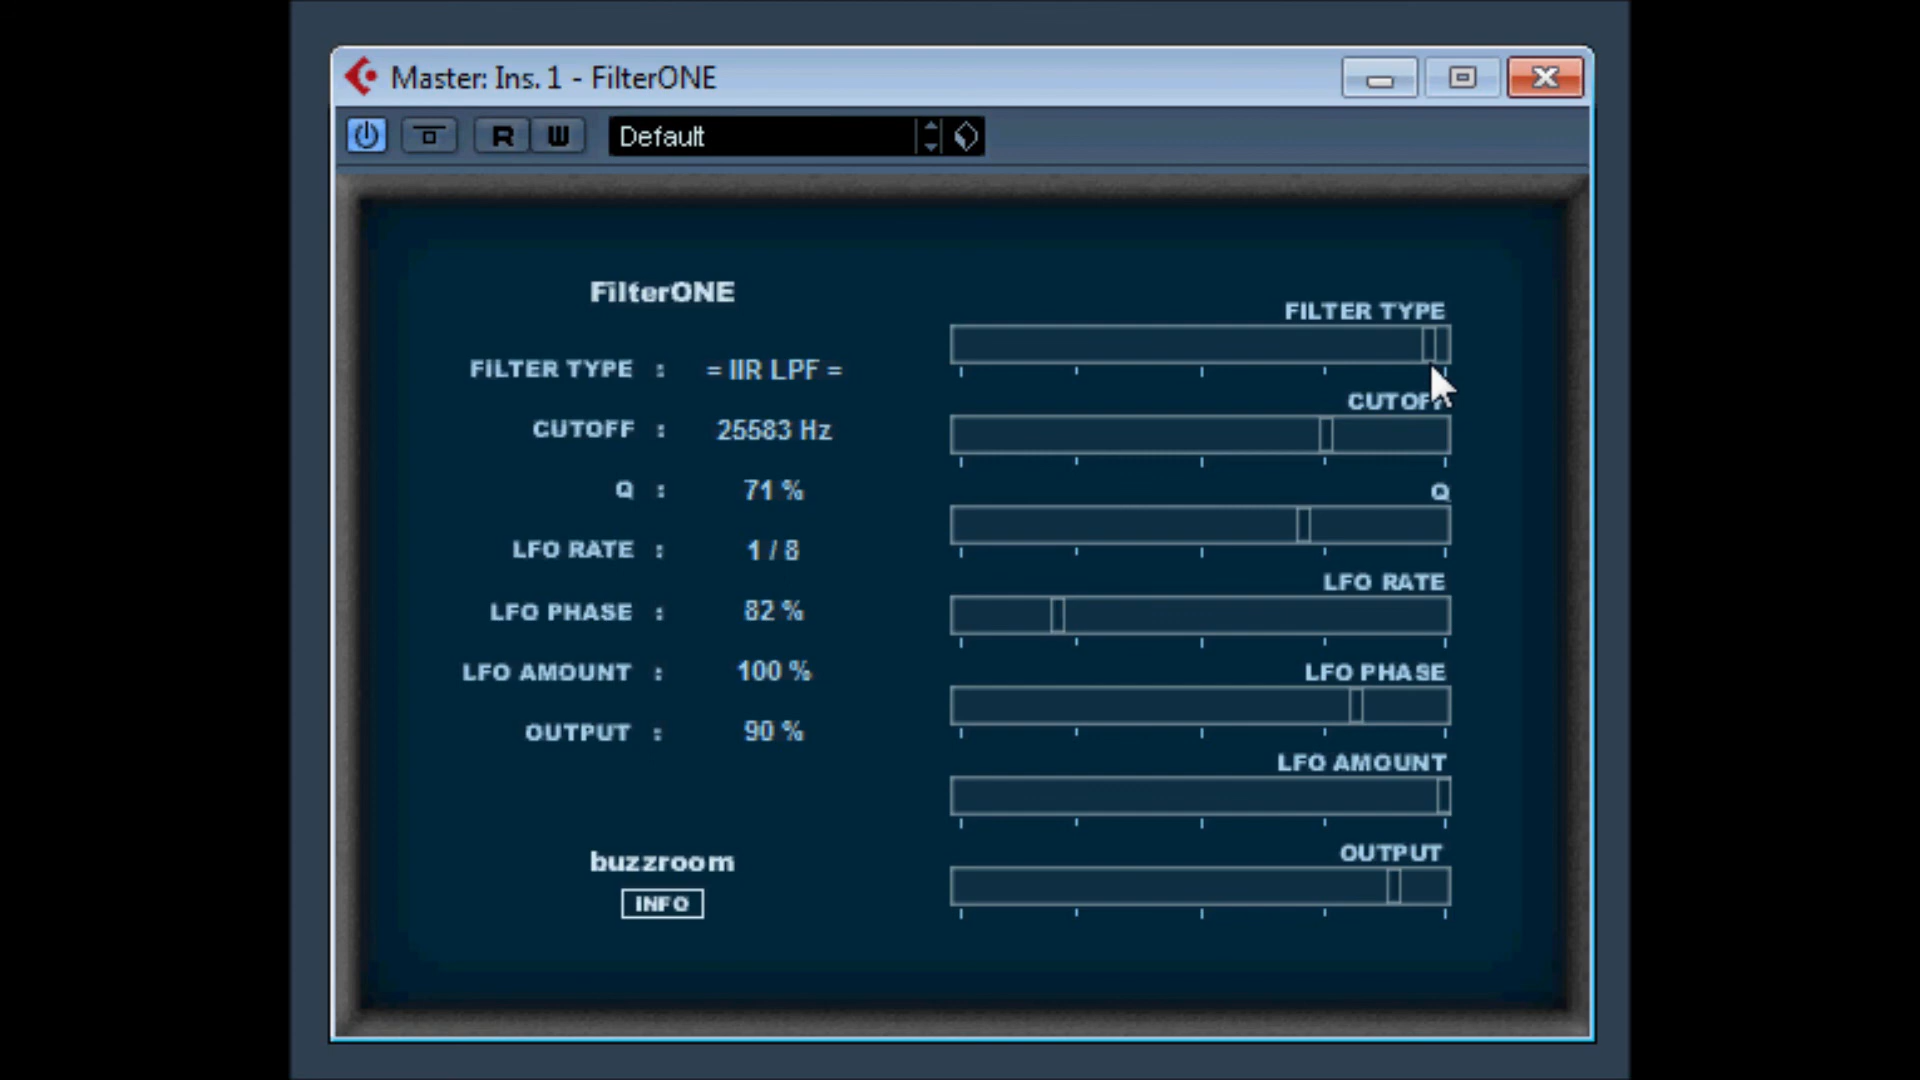 Master: Ins. 1 - FilterONE
R W Default
FilterONE
FILTER TYPE : = IIR LPF =
CUTOFF : 25583 Hz
Q : 71 %
LFO RATE : 1 / 8
LFO PHASE : 82 %
LFO AMOUNT : 100 %
OUTPUT : 90 %
buzzroom
INFO
FILTER TYPE
CUTOFF
Q
LFO RATE
LFO PHASE
LFO AMOUNT
OUTPUT